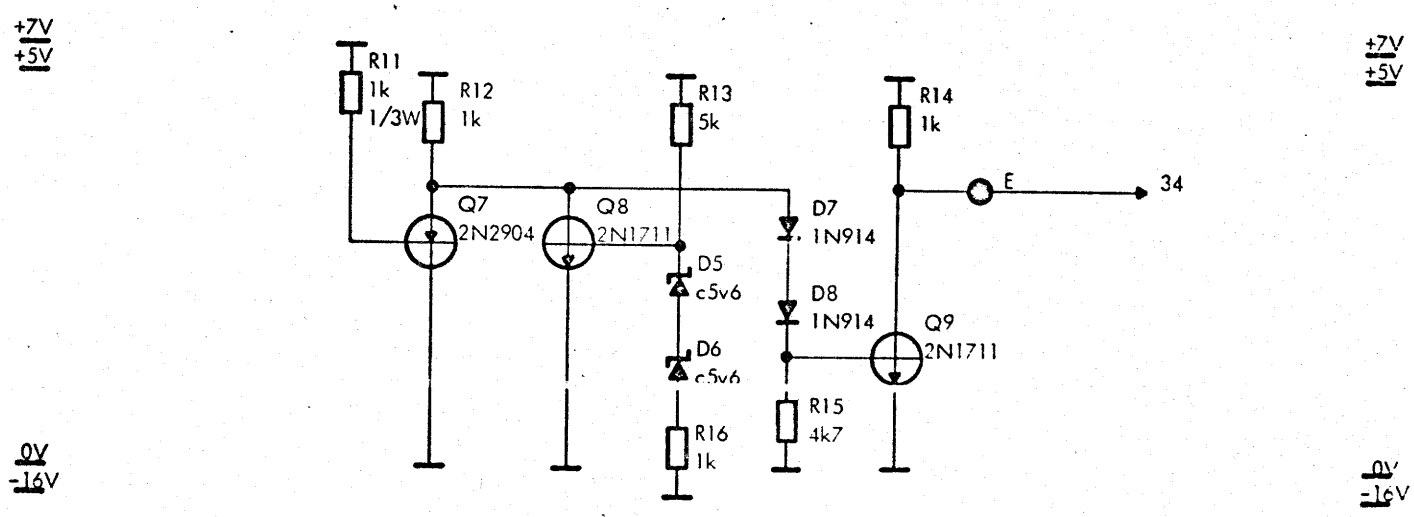 +7V
+5V
R11
1k
1/3W
R12
1k
R13
5k
R14
1k
+7V
+5V
E
34
Q7
2N2904
Q8
2N1711
D7
1N914
D5
c5v6
D8
1N914
Q9
2N1711
D6
c5v6
R15
4k7
R16
1k
0V
-16V
0V
-16V